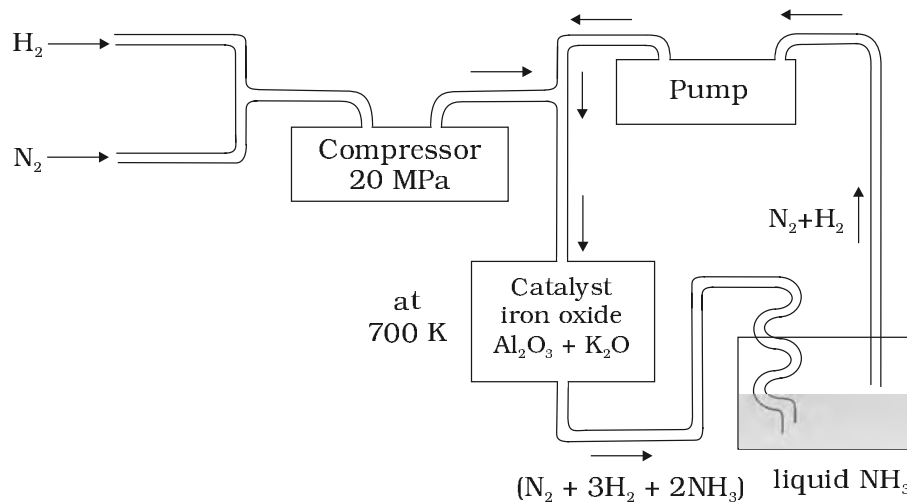 H₂
N₂
Compressor
20 MPa
Pump
N₂+H₂
at
700 K
Catalyst
iron oxide
Al₂O₃ + K₂O
(N₂ + 3H₂ + 2NH₃)
liquid NH₃